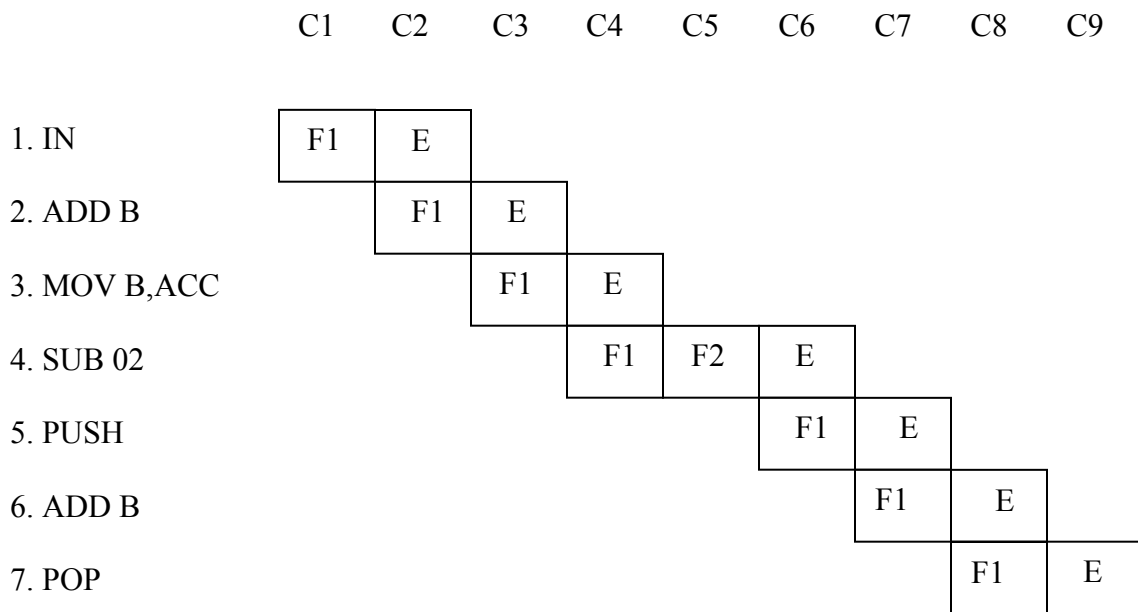 C1 C2 C3 C4 C5 C6 C7 C8 C9
1. IN F1 E
2. ADD B F1 E
3. MOV B,ACC F1 E
4. SUB 02 F1 F2 E
5. PUSH F1 E
6. ADD B F1 E
7. POP F1 E